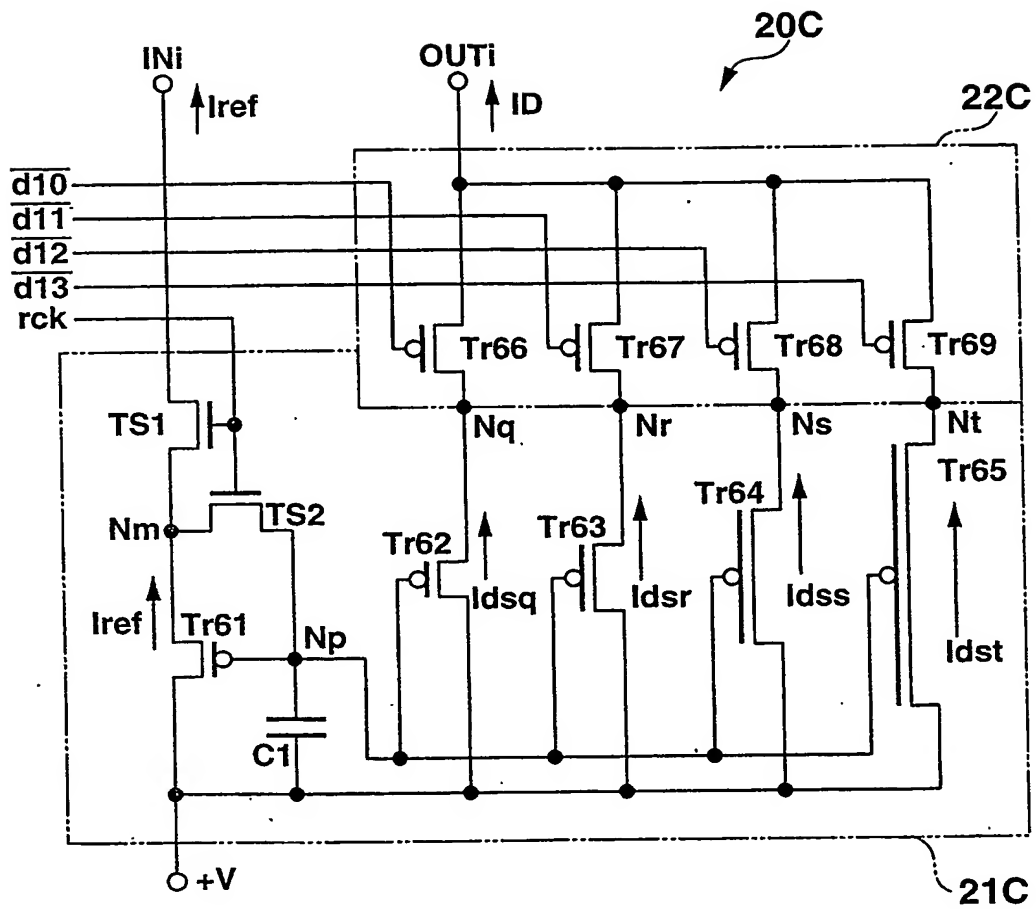 20C
INi
OUTi
Iref
ID
22C
d10
d11
d12
d13
rck
Tr66
Tr67
Tr68
Tr69
TS1
Nq
Nr
Ns
Nt
Tr65
Tr64
TS2
Nm
Tr62
Tr63
Idsq
Idsr
Idss
Iref
Tr61
Np
Idst
C1
+V
21C